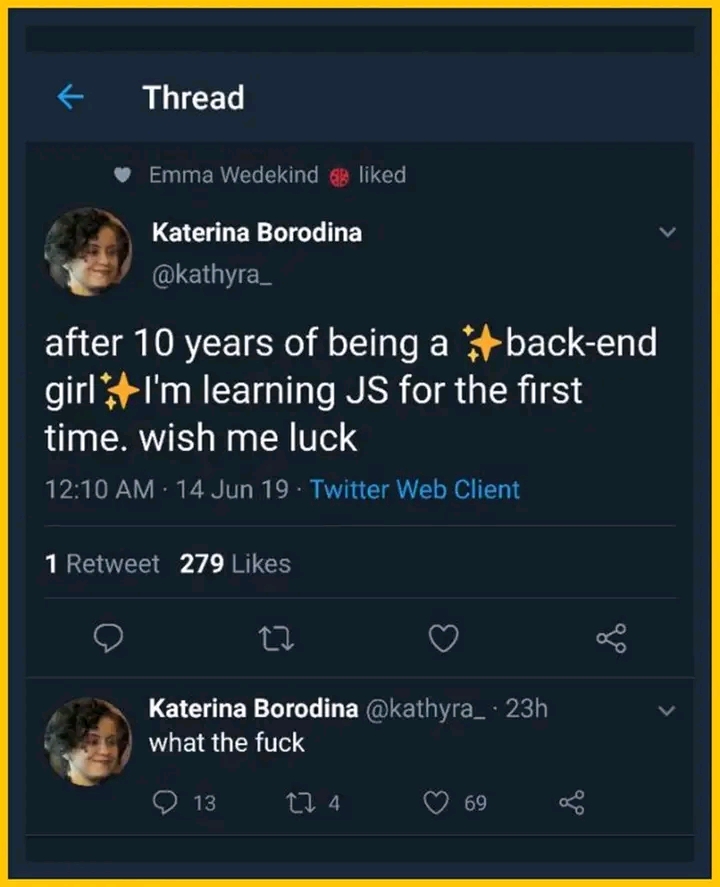 Thread
Emma Wedekind liked
Katerina Borodina
@kathyra_
after 10 years of being a ✨back-end
girl✨I'm learning JS for the first
time. wish me luck
12:10 AM · 14 Jun 19 · Twitter Web Client
1 Retweet 279 Likes
Katerina Borodina @kathyra_ · 23h
what the fuck
13 4 69